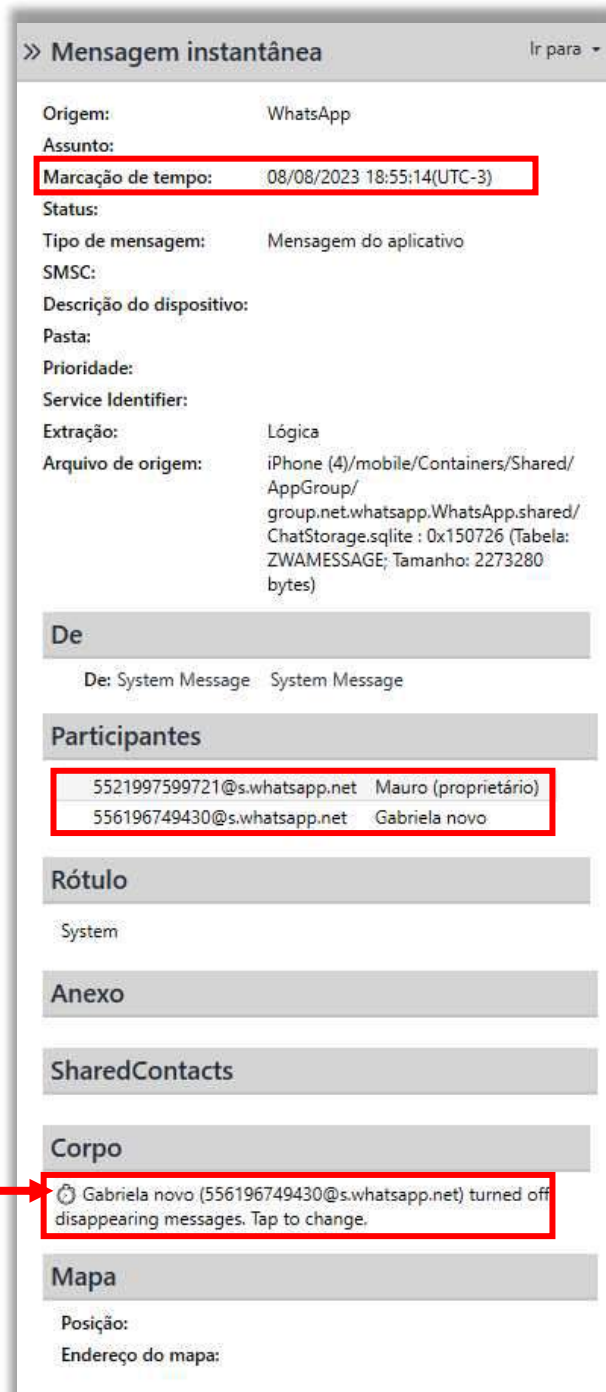 » Mensagem instantânea Ir para
Origem: WhatsApp
Assunto:
Marcação de tempo: 08/08/2023 18:55:14(UTC-3)
Status:
Tipo de mensagem: Mensagem do aplicativo
SMSC:
Descrição do dispositivo:
Pasta:
Prioridade:
Service Identifier:
Extração: Lógica
Arquivo de origem: iPhone (4)/mobile/Containers/Shared/
AppGroup/
group.net.whatsapp.WhatsApp.shared/
ChatStorage.sqlite : 0x150726 (Tabela:
ZWAMESSAGE; Tamanho: 2273280
bytes)
De
De: System Message System Message
Participantes
5521997599721@s.whatsapp.net Mauro (proprietário)
556196749430@s.whatsapp.net Gabriela novo
Rótulo
System
Anexo
SharedContacts
Corpo
⏱ Gabriela novo (556196749430@s.whatsapp.net) turned off
disappearing messages. Tap to change.
Mapa
Posição:
Endereço do mapa: